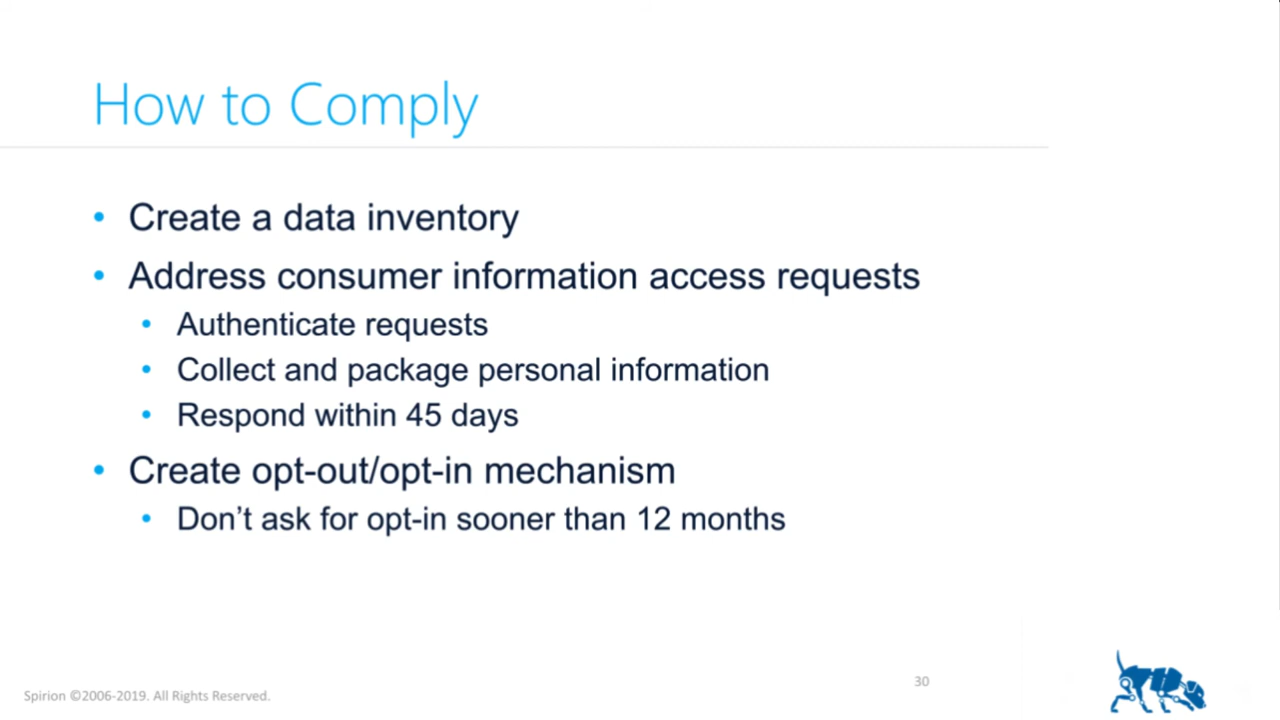 How to Comply
• Create a data inventory
• Address consumer information access requests
• Authenticate requests
• Collect and package personal information
• Respond within 45 days
• Create opt-out/opt-in mechanism
• Don’t ask for opt-in sooner than 12 months
30
Spirion ©2006-2019. All Rights Reserved.